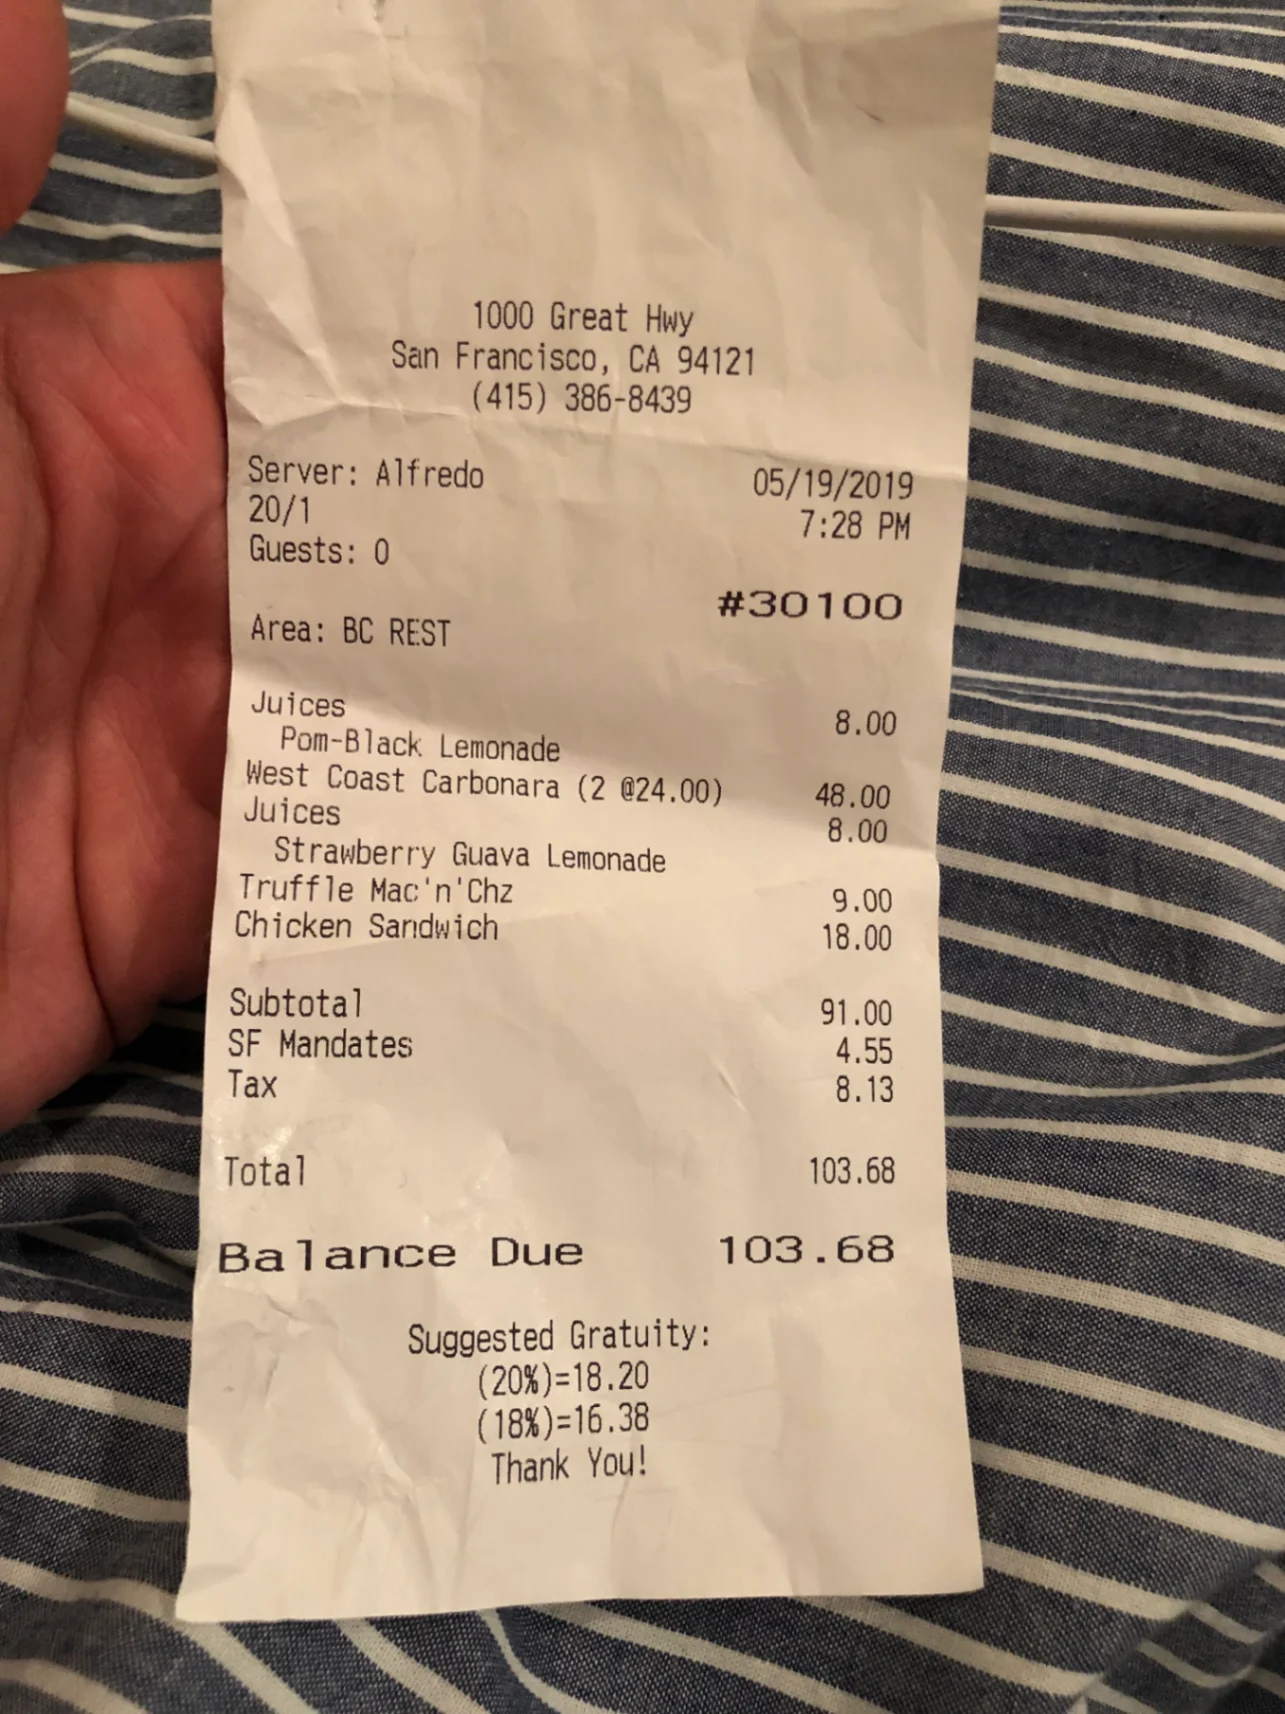 1000 Great Hwy
San Francisco, CA 94121
(415) 386-8439
Server: Alfredo 05/19/2019
20/1 7:28 PM
Guests: 0
#30100
Area: BC REST
Juices 8.00
Pom-Black Lemonade
West Coast Carbonara (2 @24.00) 48.00
Juices 8.00
Strawberry Guava Lemonade
Truffle Mac'n'Chz 9.00
Chicken Sandwich 18.00
Subtotal 91.00
SF Mandates 4.55
Tax 8.13
Total 103.68
Balance Due 103.68
Suggested Gratuity:
(20%)=18.20
(18%)=16.38
Thank You!